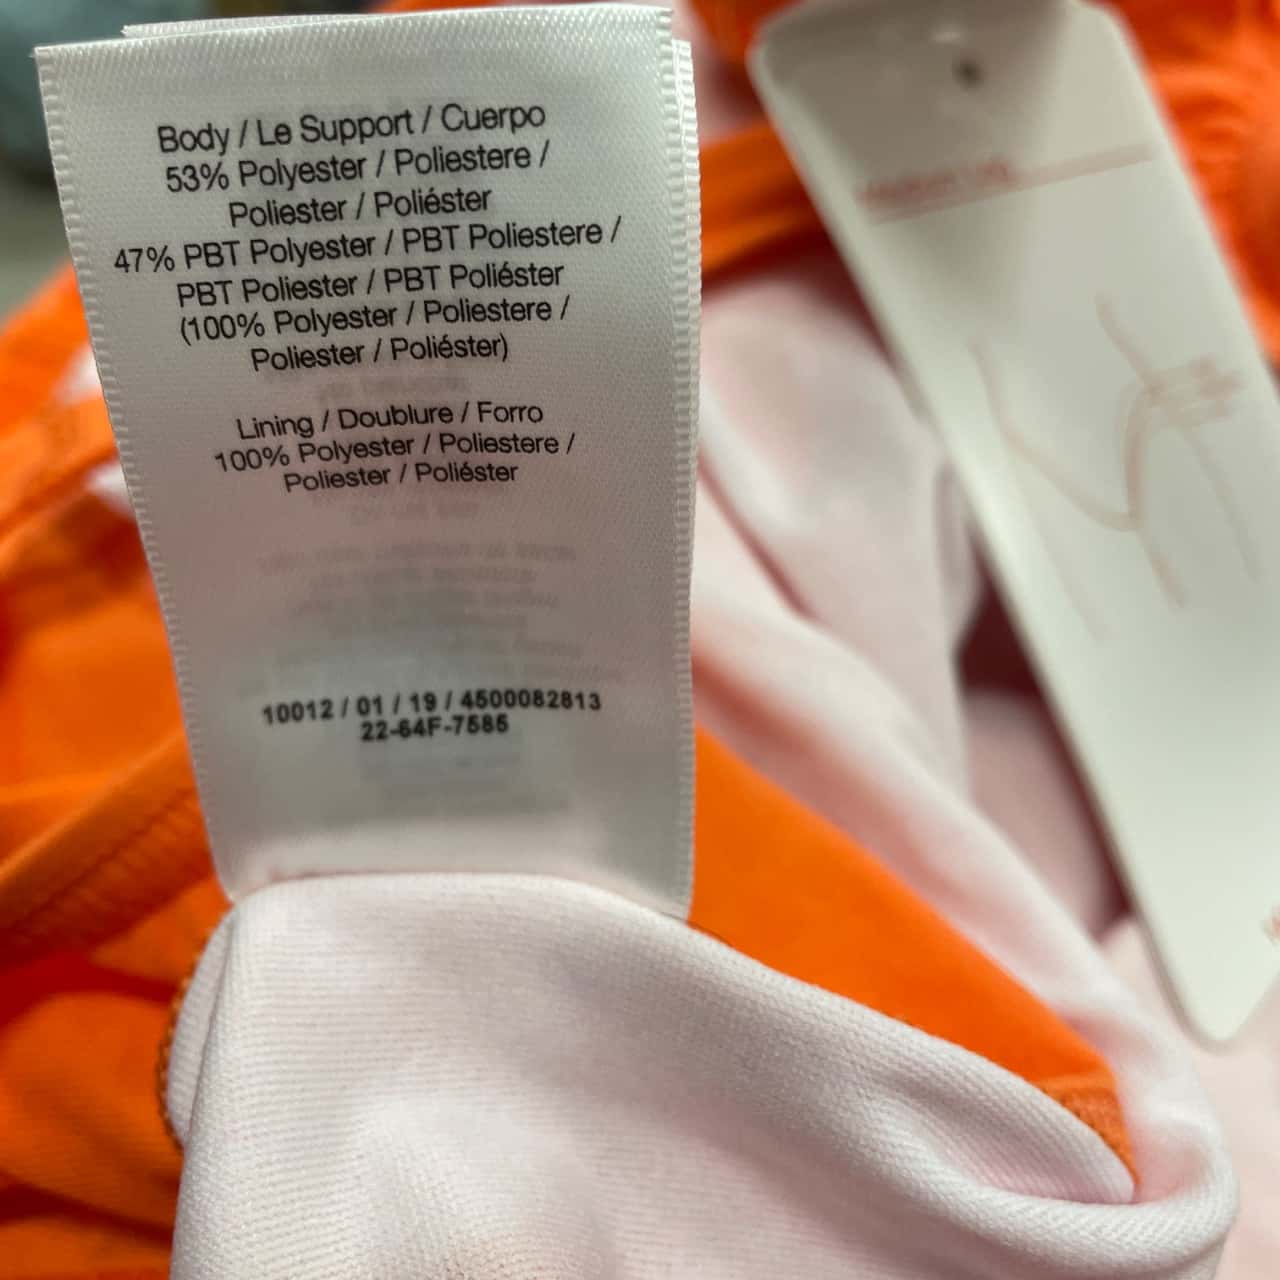 Body / Le Support / Cuerpo
53% Polyester / Poliestere /
Poliester / Poliéster
47% PBT Polyester / PBT Poliestere /
PBT Poliester / PBT Poliéster
(100% Polyester / Poliestere /
Poliester / Poliéster)
Lining / Doublure / Forro
100% Polyester / Poliestere /
Poliester / Poliéster
10012 / 01 / 19 / 4500082813
22-64F-7585